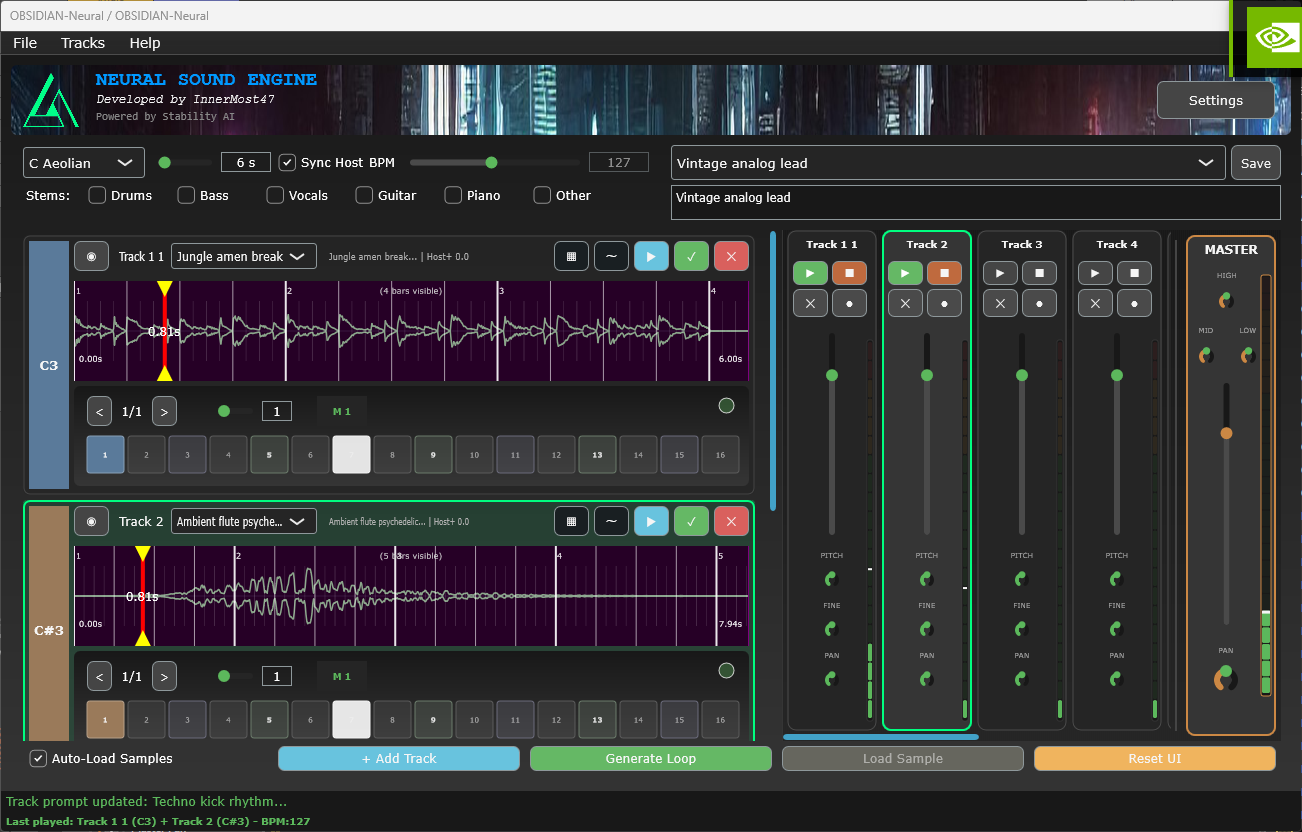 OBSIDIAN-Neural / OBSIDIAN-Neural
File Tracks Help
NEURAL SOUND ENGINE
Developed by InnerMost47
Powered by Stability AI
Settings
C Aeolian 6 s Sync Host BPM 127 Vintage analog lead Save
Stems: Drums Bass Vocals Guitar Piano Other
Vintage analog lead
C3
Track 1 1 Jungle amen break Jungle amen break... | Host+ 0.0
1 2 (4 bars visible) 3 4
0.81s
0.00s 6.00s
< 1/1 > 1 M 1
1 2 3 4 5 6 8 9 10 11 12 13 14 15 16
C#3
Track 2 Ambient flute psyche... Ambient flute psychedelic... | Host+ 0.0
1 2 (5 bars visible) 3 4 5
0.81s
0.00s 7.94s
< 1/1 > 1 M 1
1 2 3 4 5 6 8 9 10 11 12 13 14 15 16
Track 1 1 Track 2 Track 3 Track 4
PITCH PITCH PITCH PITCH
FINE FINE FINE FINE
PAN PAN PAN PAN
MASTER
HIGH
MID LOW
PAN
Auto-Load Samples + Add Track Generate Loop Load Sample Reset UI
Track prompt updated: Techno kick rhythm...
Last played: Track 1 1 (C3) + Track 2 (C#3) - BPM:127